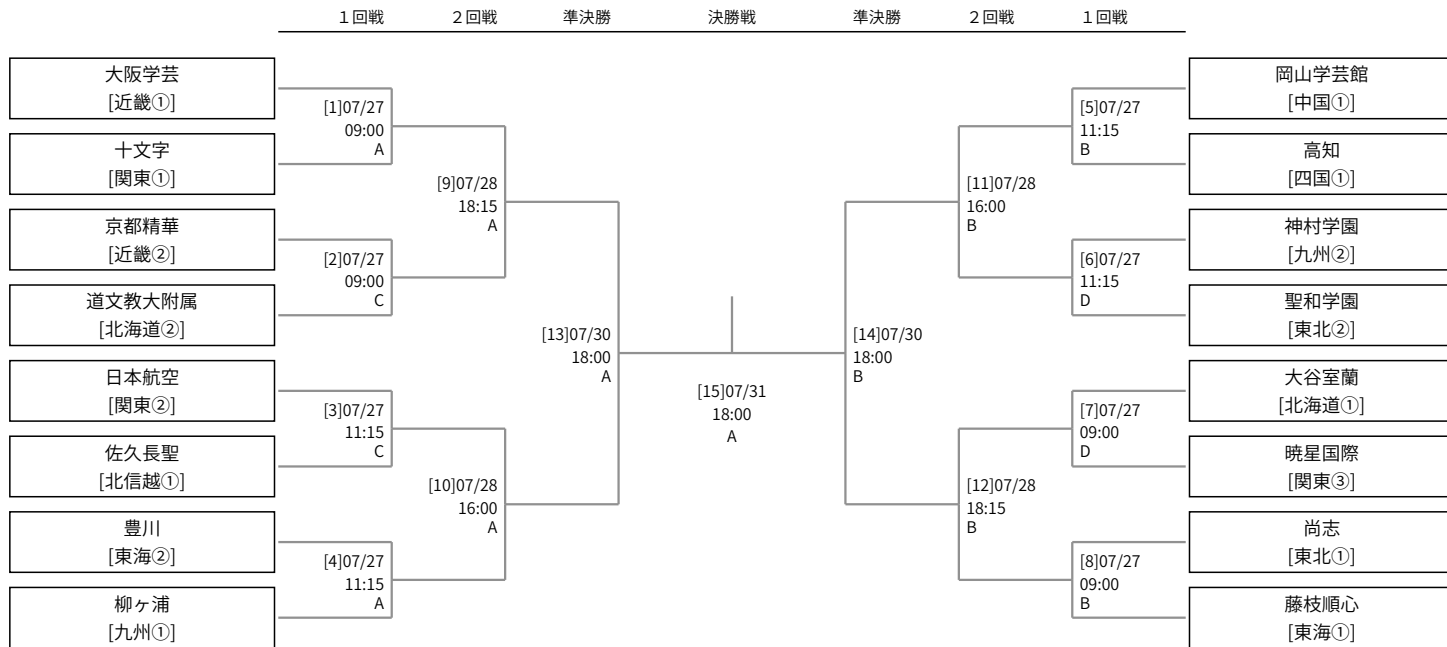 １回戦 ２回戦 準決勝 決勝戦 準決勝 ２回戦 １回戦
大阪学芸
[近畿①]
十文字
[関東①]
京都精華
[近畿②]
道文教大附属
[北海道②]
日本航空
[関東②]
佐久長聖
[北信越①]
豊川
[東海②]
柳ヶ浦
[九州①]
[1]07/27
09:00
A
[2]07/27
09:00
C
[3]07/27
11:15
C
[4]07/27
11:15
A
[9]07/28
18:15
A
[10]07/28
16:00
A
[13]07/30
18:00
A
[15]07/31
18:00
A
[14]07/30
18:00
B
[11]07/28
16:00
B
[12]07/28
18:15
B
[5]07/27
11:15
B
[6]07/27
11:15
D
[7]07/27
09:00
D
[8]07/27
09:00
B
岡山学芸館
[中国①]
高知
[四国①]
神村学園
[九州②]
聖和学園
[東北②]
大谷室蘭
[北海道①]
暁星国際
[関東③]
尚志
[東北①]
藤枝順心
[東海①]